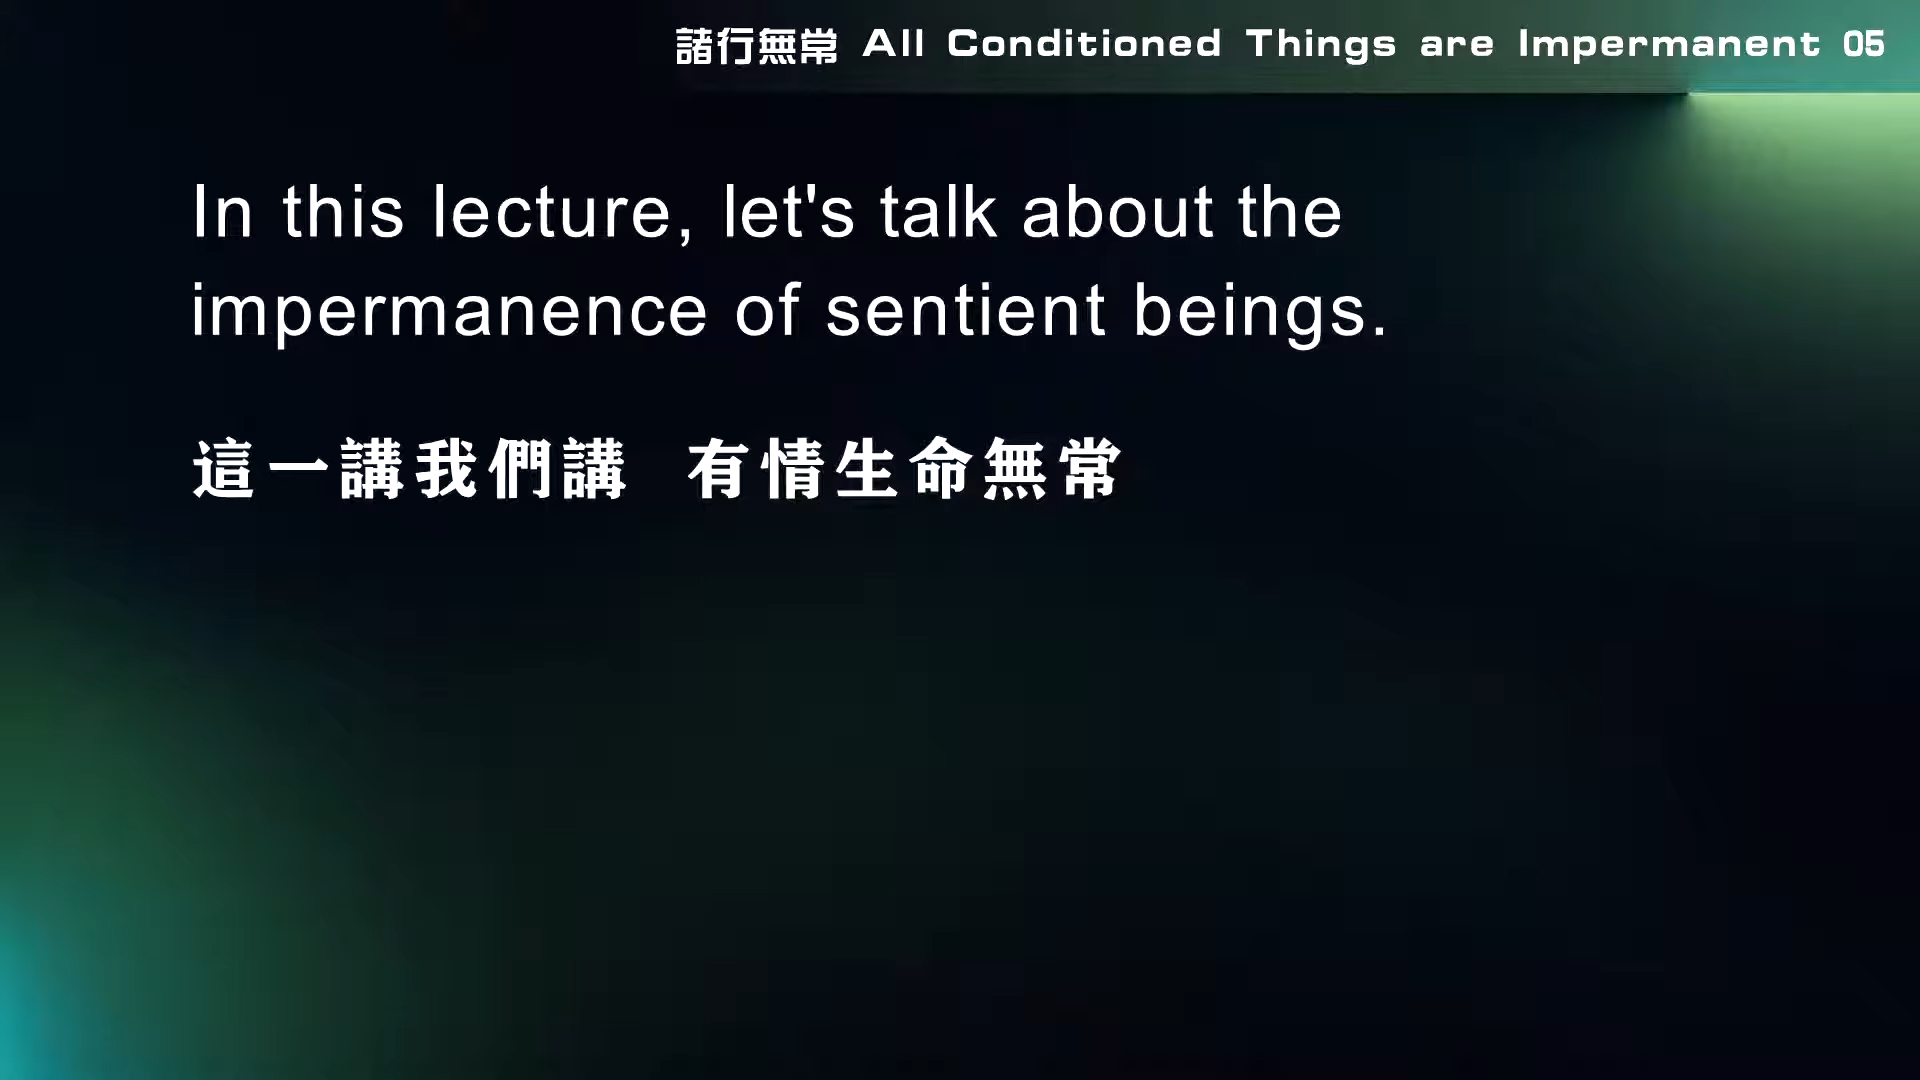 諸行無常 All Conditioned Things are Impermanent 05
In this lecture, let's talk about the
impermanence of sentient beings.
這一講我們講 有情生命無常